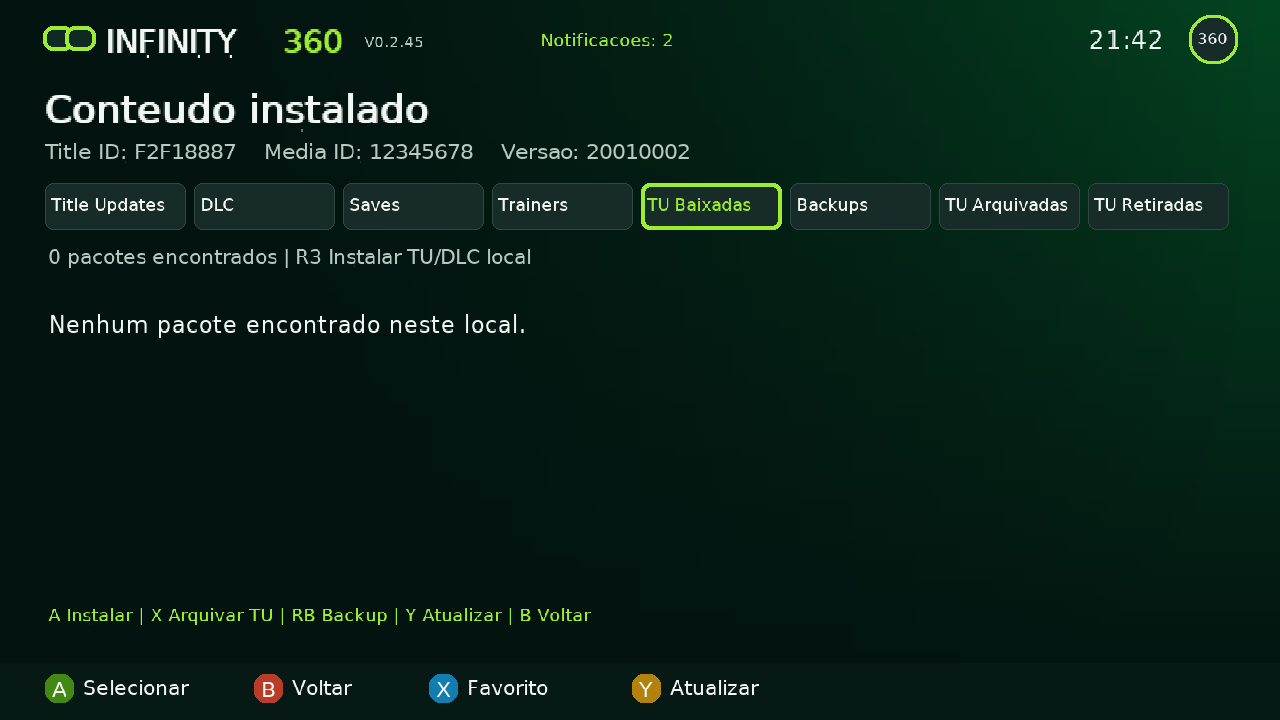 INFINITY 360 V0.2.45 Notificacoes: 2 21:42 360
Conteudo instalado
Title ID: F2F18887 Media ID: 12345678 Versao: 20010002
Title Updates DLC Saves Trainers TU Baixadas Backups TU Arquivadas TU Retiradas
0 pacotes encontrados | R3 Instalar TU/DLC local
Nenhum pacote encontrado neste local.
A Instalar | X Arquivar TU | RB Backup | Y Atualizar | B Voltar
A Selecionar B Voltar X Favorito Y Atualizar